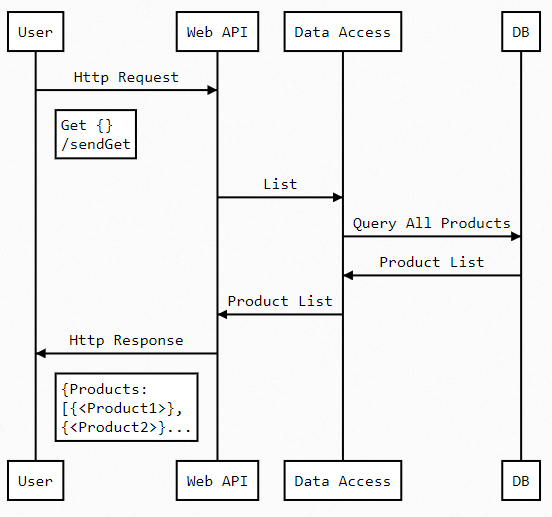 User Web API Data Access DB
Http Request
Get {}
/sendGet
List
Query All Products
Product List
Product List
Http Response
{Products:
[{<Product1>},
{<Product2>}...
User Web API Data Access DB